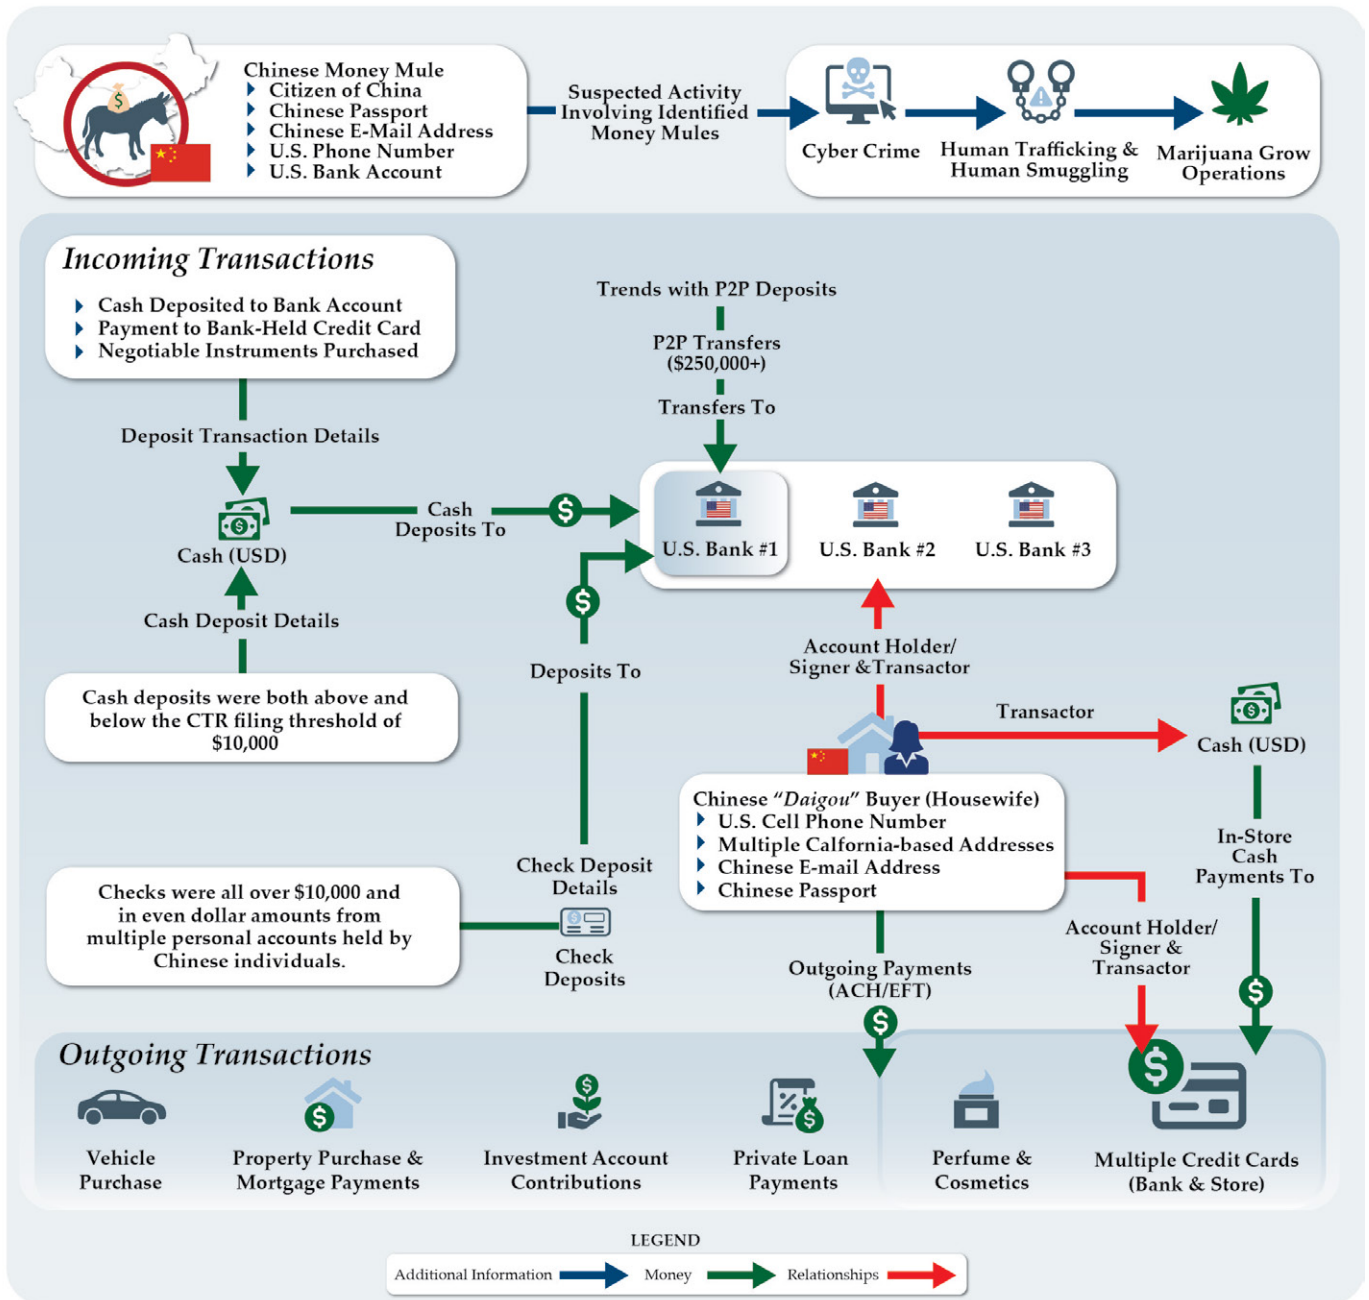 Chinese Money Mule
Citizen of China
Chinese Passport
Chinese E-Mail Address
U.S. Phone Number
U.S. Bank Account
Suspected Activity
Involving Identified
Money Mules
Cyber Crime
Human Trafficking &
Human Smuggling
Marijuana Grow
Operations
Incoming Transactions
Cash Deposited to Bank Account
Payment to Bank-Held Credit Card
Negotiable Instruments Purchased
Trends with P2P Deposits
P2P Transfers
($250,000+)
Transfers To
Deposit Transaction Details
Cash (USD)
Cash
Deposits To
U.S. Bank #1
U.S. Bank #2
U.S. Bank #3
Cash Deposit Details
Cash deposits were both above and
below the CTR filing threshold of
$10,000
Deposits To
Account Holder/
Signer &Transactor
Transactor
Cash (USD)
Chinese “Daigou” Buyer (Housewife)
U.S. Cell Phone Number
Multiple Calfornia-based Addresses
Chinese E-mail Address
Chinese Passport
In-Store
Cash
Payments To
Check Deposit
Details
Checks were all over $10,000 and
in even dollar amounts from
multiple personal accounts held by
Chinese individuals.
Check
Deposits
Outgoing Payments
(ACH/EFT)
Account Holder/
Signer &
Transactor
Outgoing Transactions
Vehicle
Purchase
Property Purchase &
Mortgage Payments
Investment Account
Contributions
Private Loan
Payments
Perfume &
Cosmetics
Multiple Credit Cards
(Bank & Store)
LEGEND
Additional Information
Money
Relationships